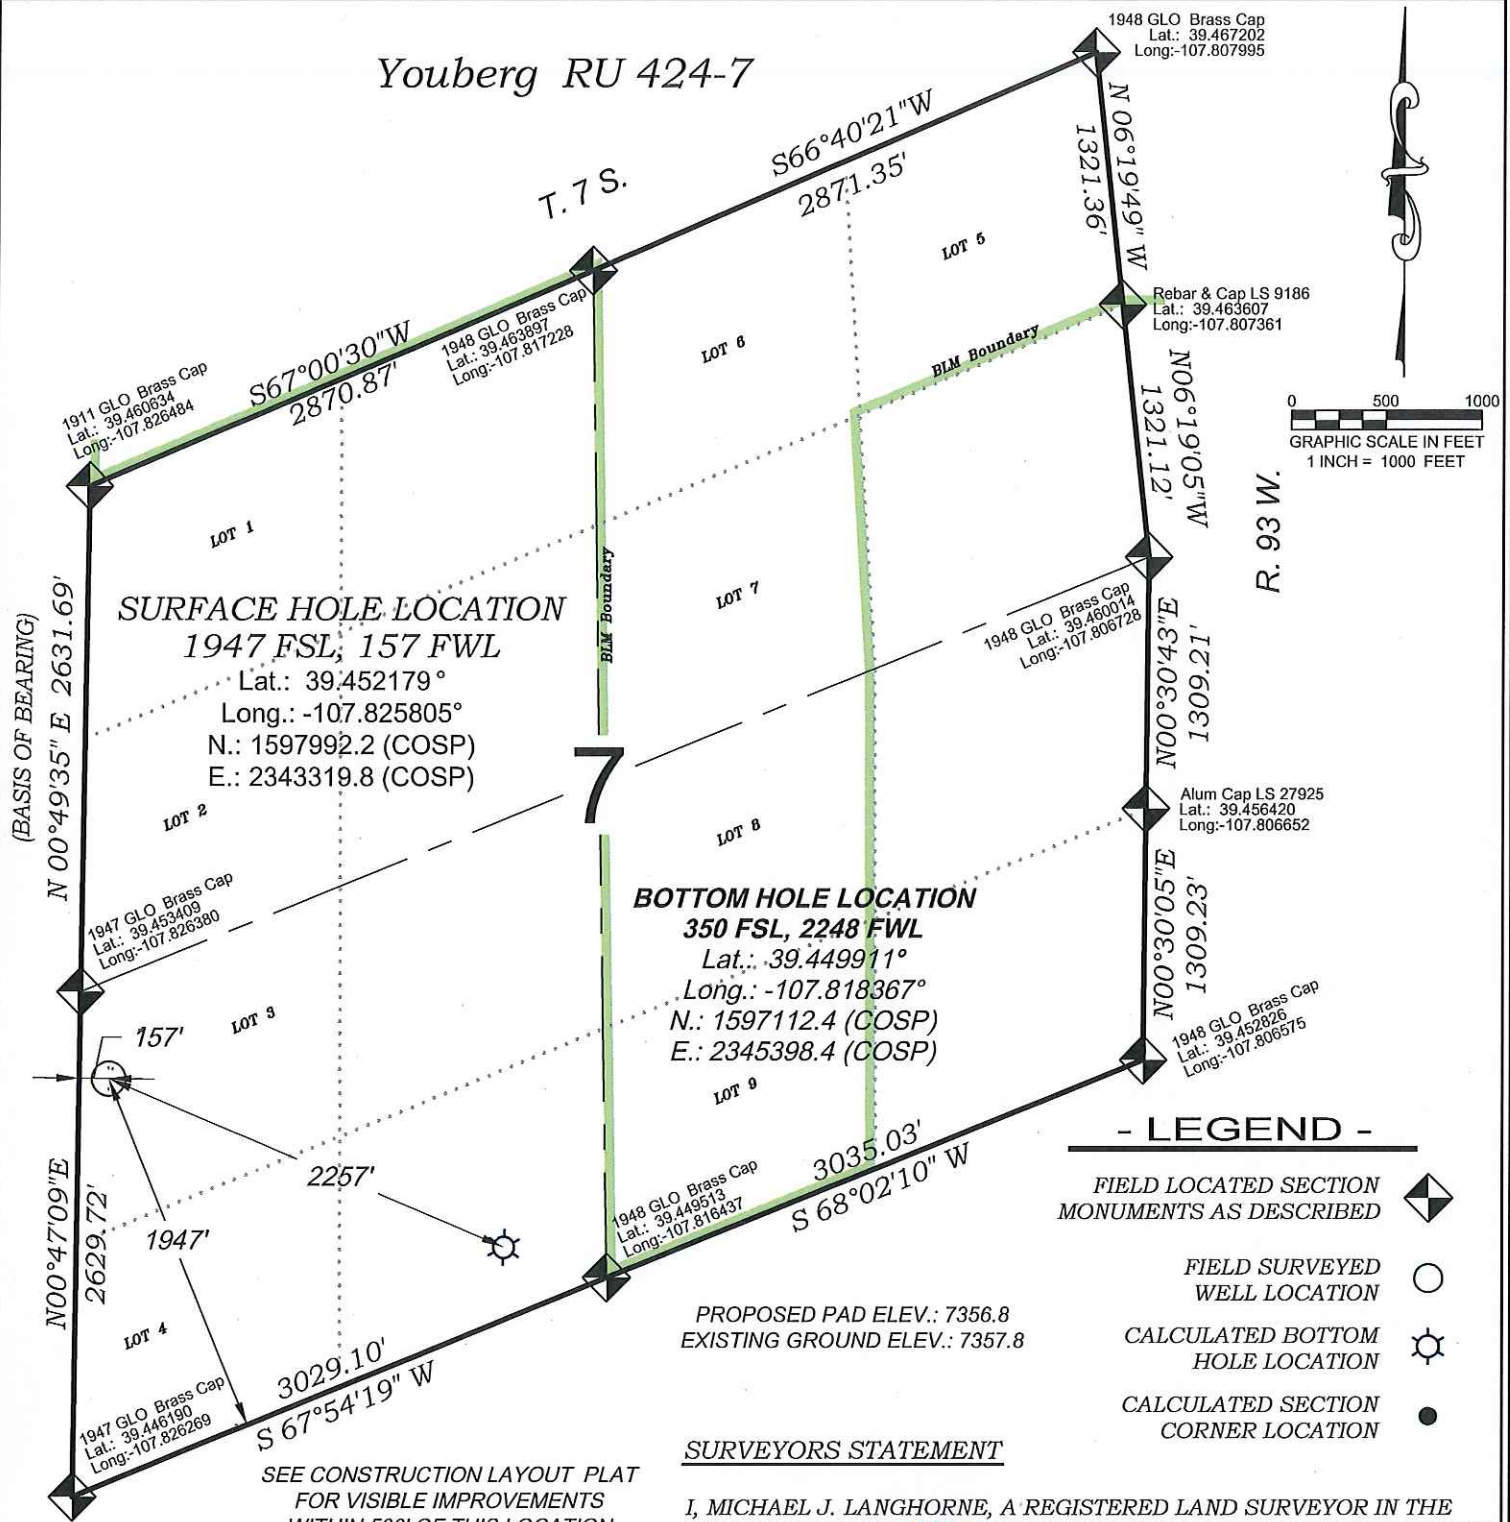 Youberg RU 424-7
1948 GLO Brass Cap
Lat.: 39.467202
Long:-107.807995
S66°40'21"W
2871.35'
N 06°19'49" W
1321.36'
T. 7 S.
LOT 5
Rebar & Cap LS 9186
Lat.: 39.463607
Long:-107.807361
1948 GLO Brass Cap
Lat.: 39.463897
Long:-107.817228
S67°00'30"W
2870.87'
LOT 6
BLM Boundary
N06°19'05"W
1321.12'
0 500 1000
GRAPHIC SCALE IN FEET
1 INCH = 1000 FEET
1911 GLO Brass Cap
Lat.: 39.460634
Long:-107.826484
R. 93 W.
LOT 1
SURFACE HOLE LOCATION
1947 FSL, 157 FWL
Lat.: 39.452179°
Long.: -107.825805°
N.: 1597992.2 (COSP)
E.: 2343319.8 (COSP)
BLM Boundary
LOT 7
1948 GLO Brass Cap
Lat.: 39.460014
Long:-107.806728
(BASIS OF BEARING)
N 00°49'35" E 2631.69'
N00°30'43"E
1309.21'
7
LOT 2
LOT 8
Alum Cap LS 27925
Lat.: 39.456420
Long:-107.806652
BOTTOM HOLE LOCATION
350 FSL, 2248 FWL
Lat.: 39.449911°
Long.: -107.818367°
N.: 1597112.4 (COSP)
E.: 2345398.4 (COSP)
1947 GLO Brass Cap
Lat.: 39.453409
Long:-107.826380
N00°30'05"E
1309.23'
LOT 3
157'
1948 GLO Brass Cap
Lat.: 39.452826
Long:-107.806575
LOT 9
- LEGEND -
2257'
1947'
3035.03'
S 68°02'10" W
1948 GLO Brass Cap
Lat.: 39.449513
Long:-107.816437
FIELD LOCATED SECTION
MONUMENTS AS DESCRIBED
N00°47'09"E
2629.72'
FIELD SURVEYED
WELL LOCATION
LOT 4
PROPOSED PAD ELEV.: 7356.8
EXISTING GROUND ELEV.: 7357.8
CALCULATED BOTTOM
HOLE LOCATION
3029.10'
S 67°54'19" W
1947 GLO Brass Cap
Lat.: 39.446190
Long:-107.826269
CALCULATED SECTION
CORNER LOCATION
SURVEYORS STATEMENT
SEE CONSTRUCTION LAYOUT PLAT
FOR VISIBLE IMPROVEMENTS
WITHIN 500' OF THIS LOCATION
I, MICHAEL J. LANGHORNE, A REGISTERED LAND SURVEYOR IN THE